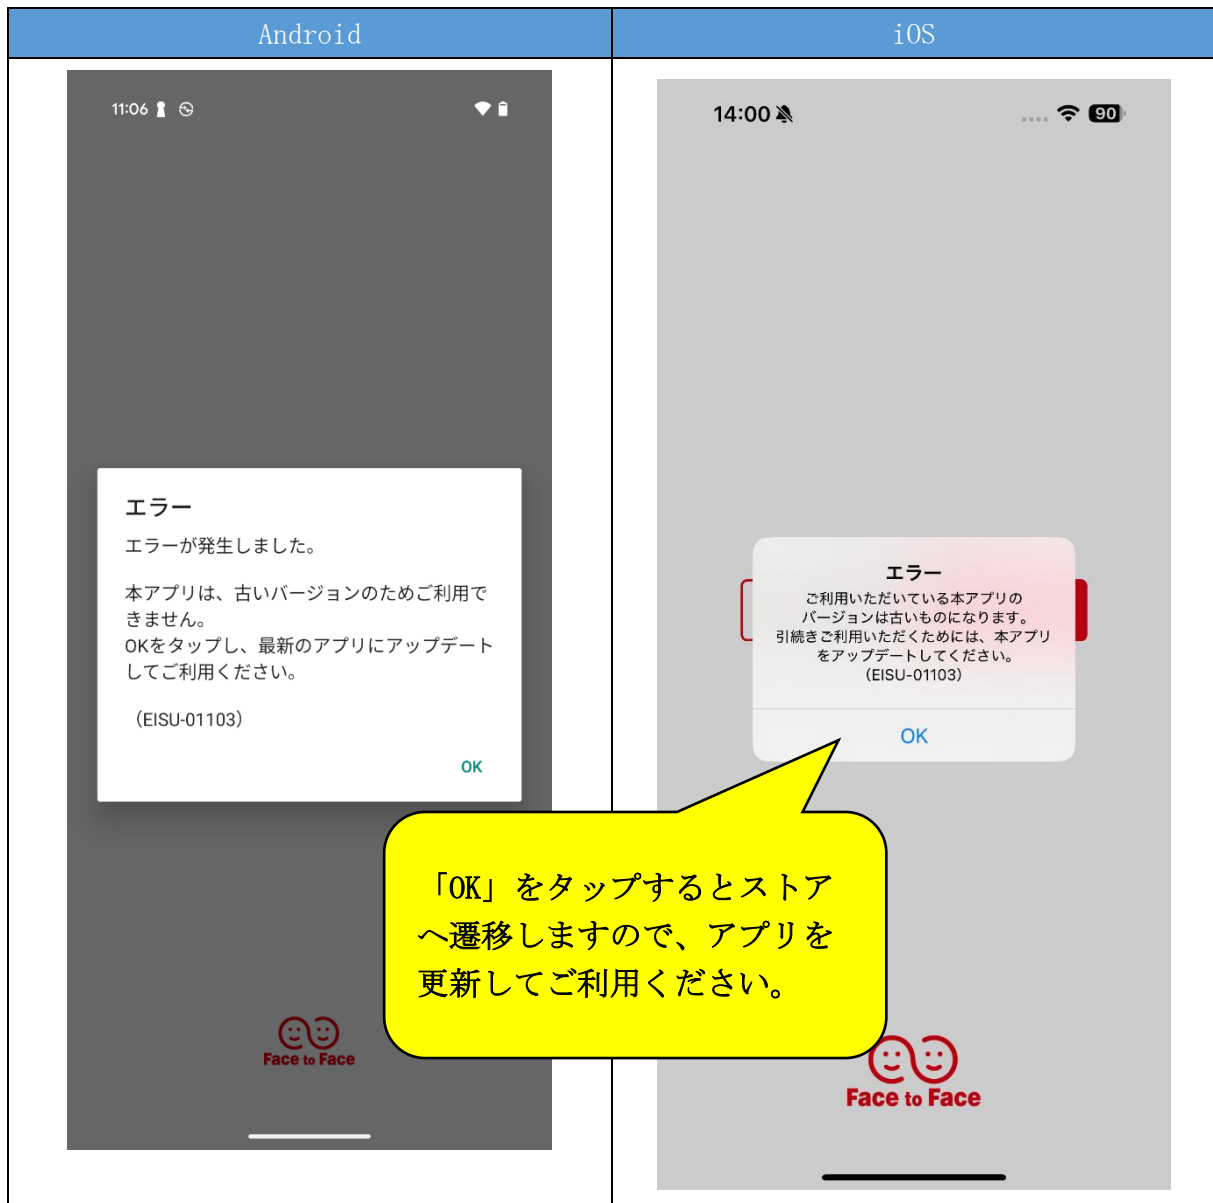 Android
iOS
11:06
エラー
エラーが発生しました。
本アプリは、古いバージョンのためご利用で
きません。
OKをタップし、最新のアプリにアップデート
してご利用ください。
（EISU-01103）
OK
Face to Face
14:00
90
エラー
ご利用いただいている本アプリの
バージョンは古いものになります。
引続きご利用いただくためには、本アプリ
をアップデートしてください。
（EISU-01103）
OK
「OK」をタップするとストア
へ遷移しますので、アプリを
更新してご利用ください。
Face to Face